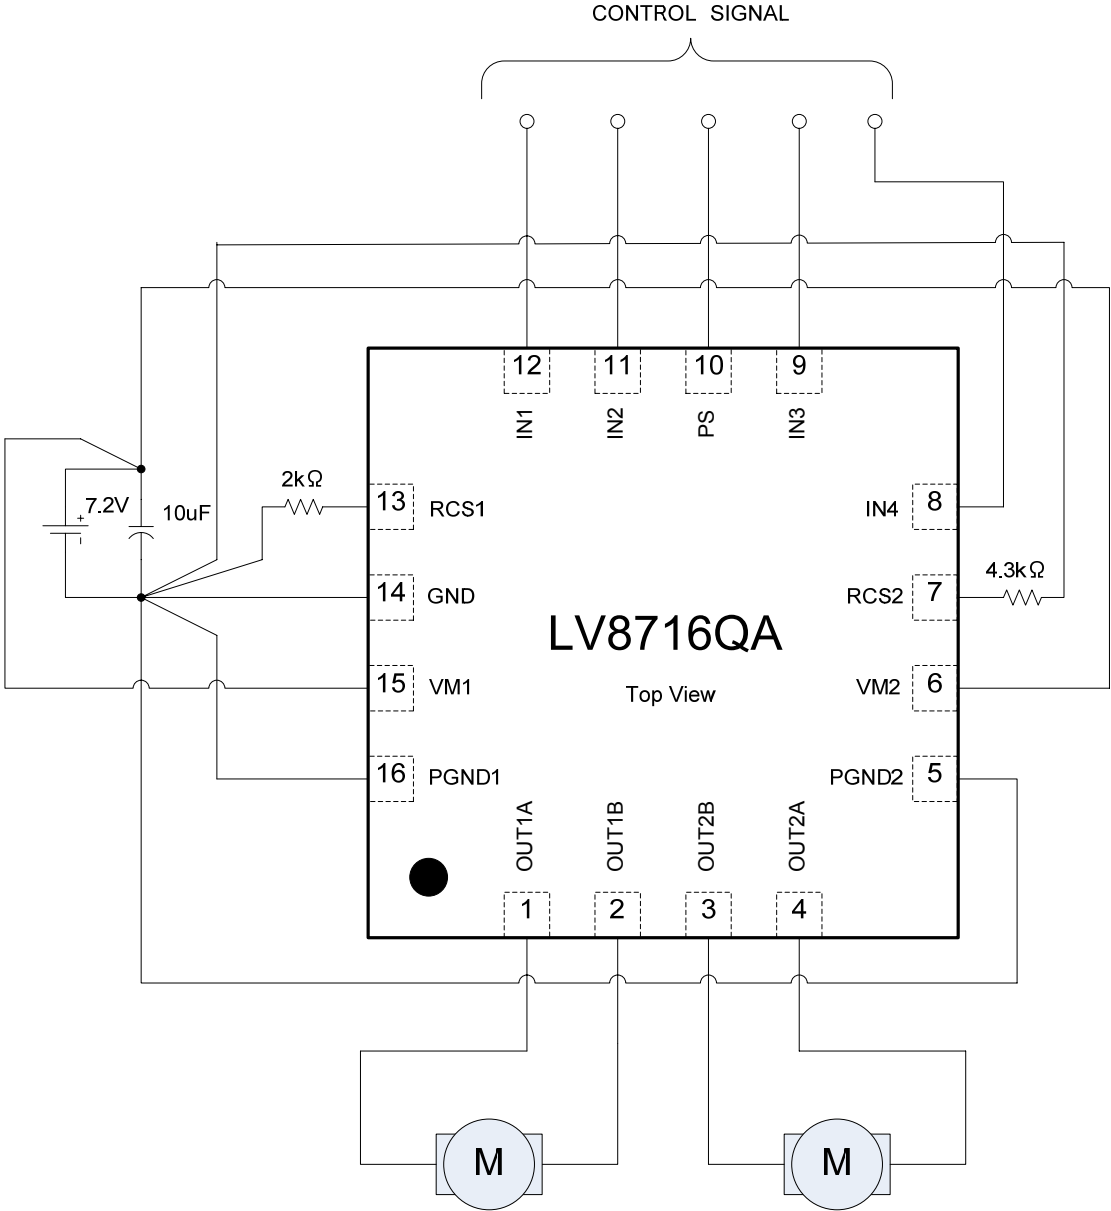 CONTROL SIGNAL
12
11
10
9
IN1
IN2
PS
IN3
2kΩ
7.2V
+
-
10uF
13
RCS1
IN4
8
4.3kΩ
14
GND
RCS2
7
LV8716QA
Top View
15
VM1
VM2
6
16
PGND1
PGND2
5
OUT1A
OUT1B
OUT2B
OUT2A
1
2
3
4
M
M